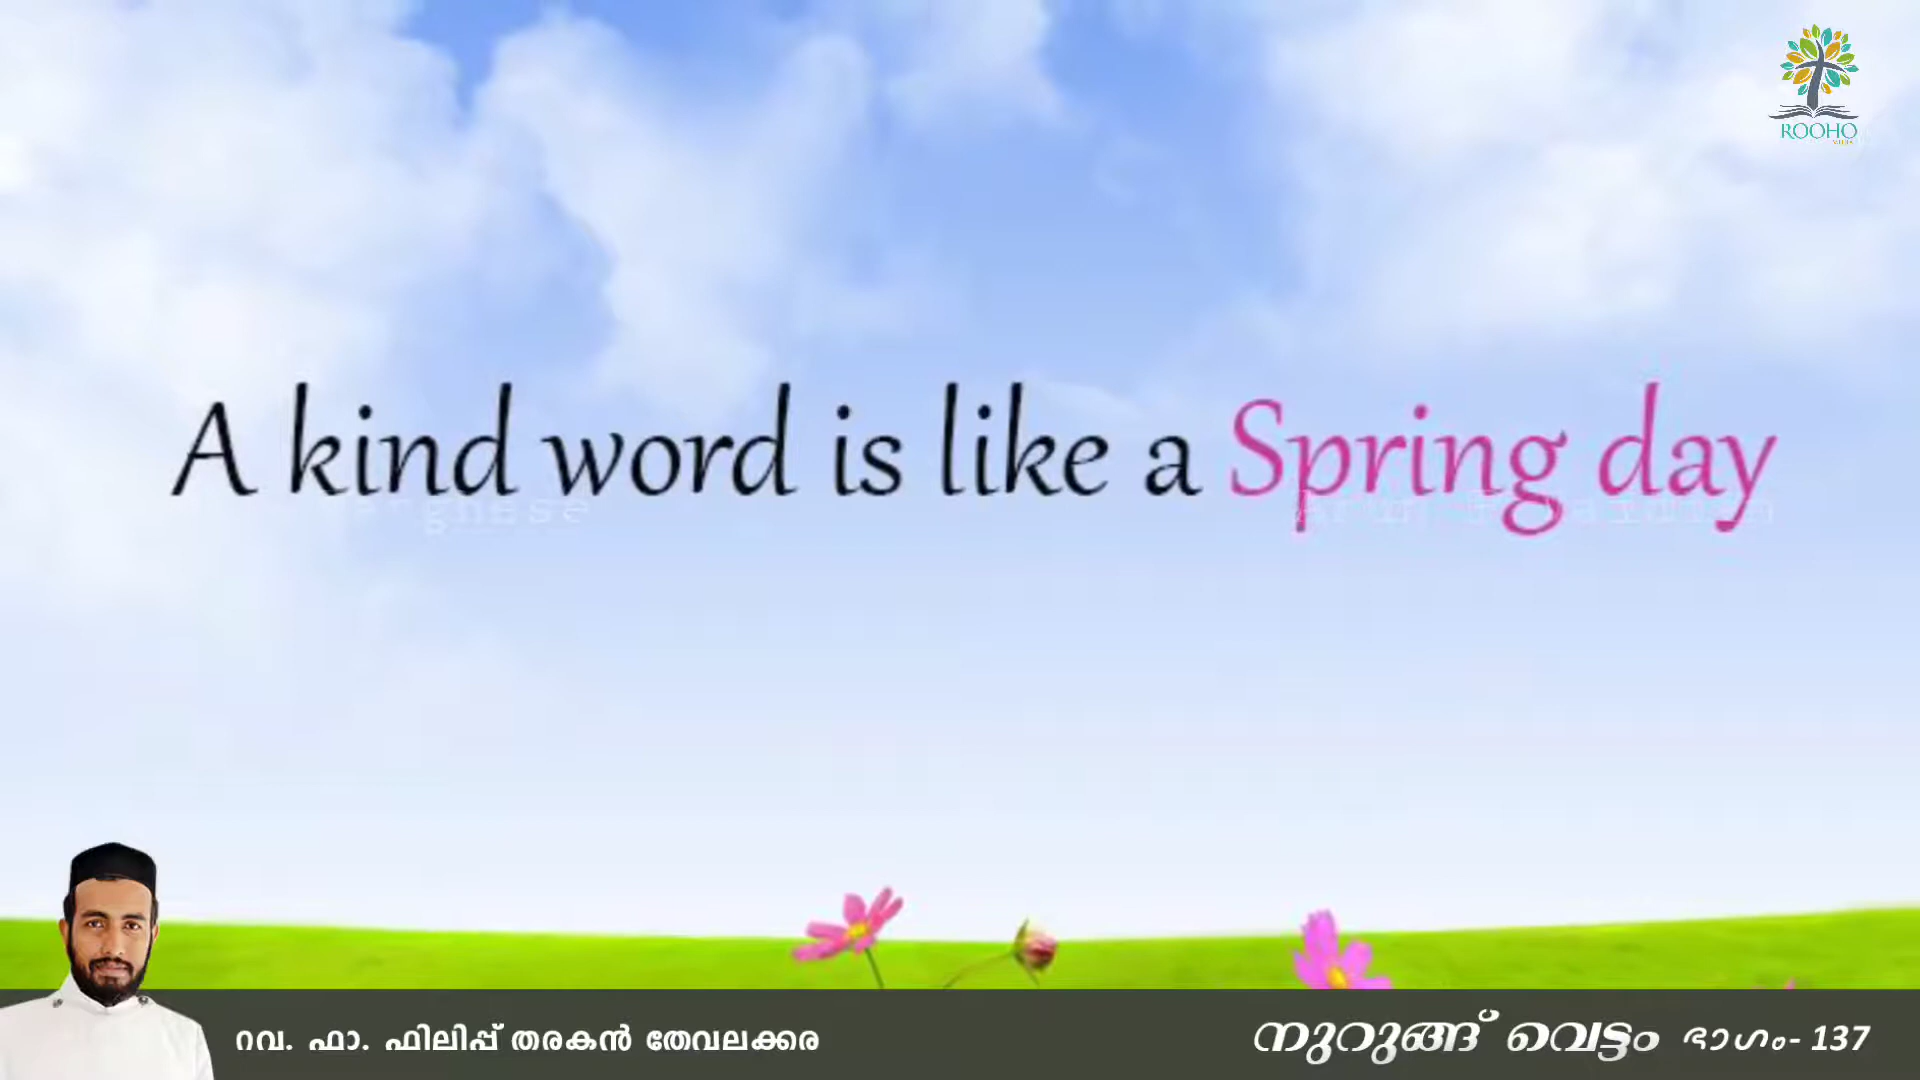 ROOHO
A kind word is like a Spring day
റവ. ഫാ. ഫിലിപ്പ് തരകൻ തേവലക്കര
നുറുങ്ങ് വെട്ടം ഭാഗം- 137